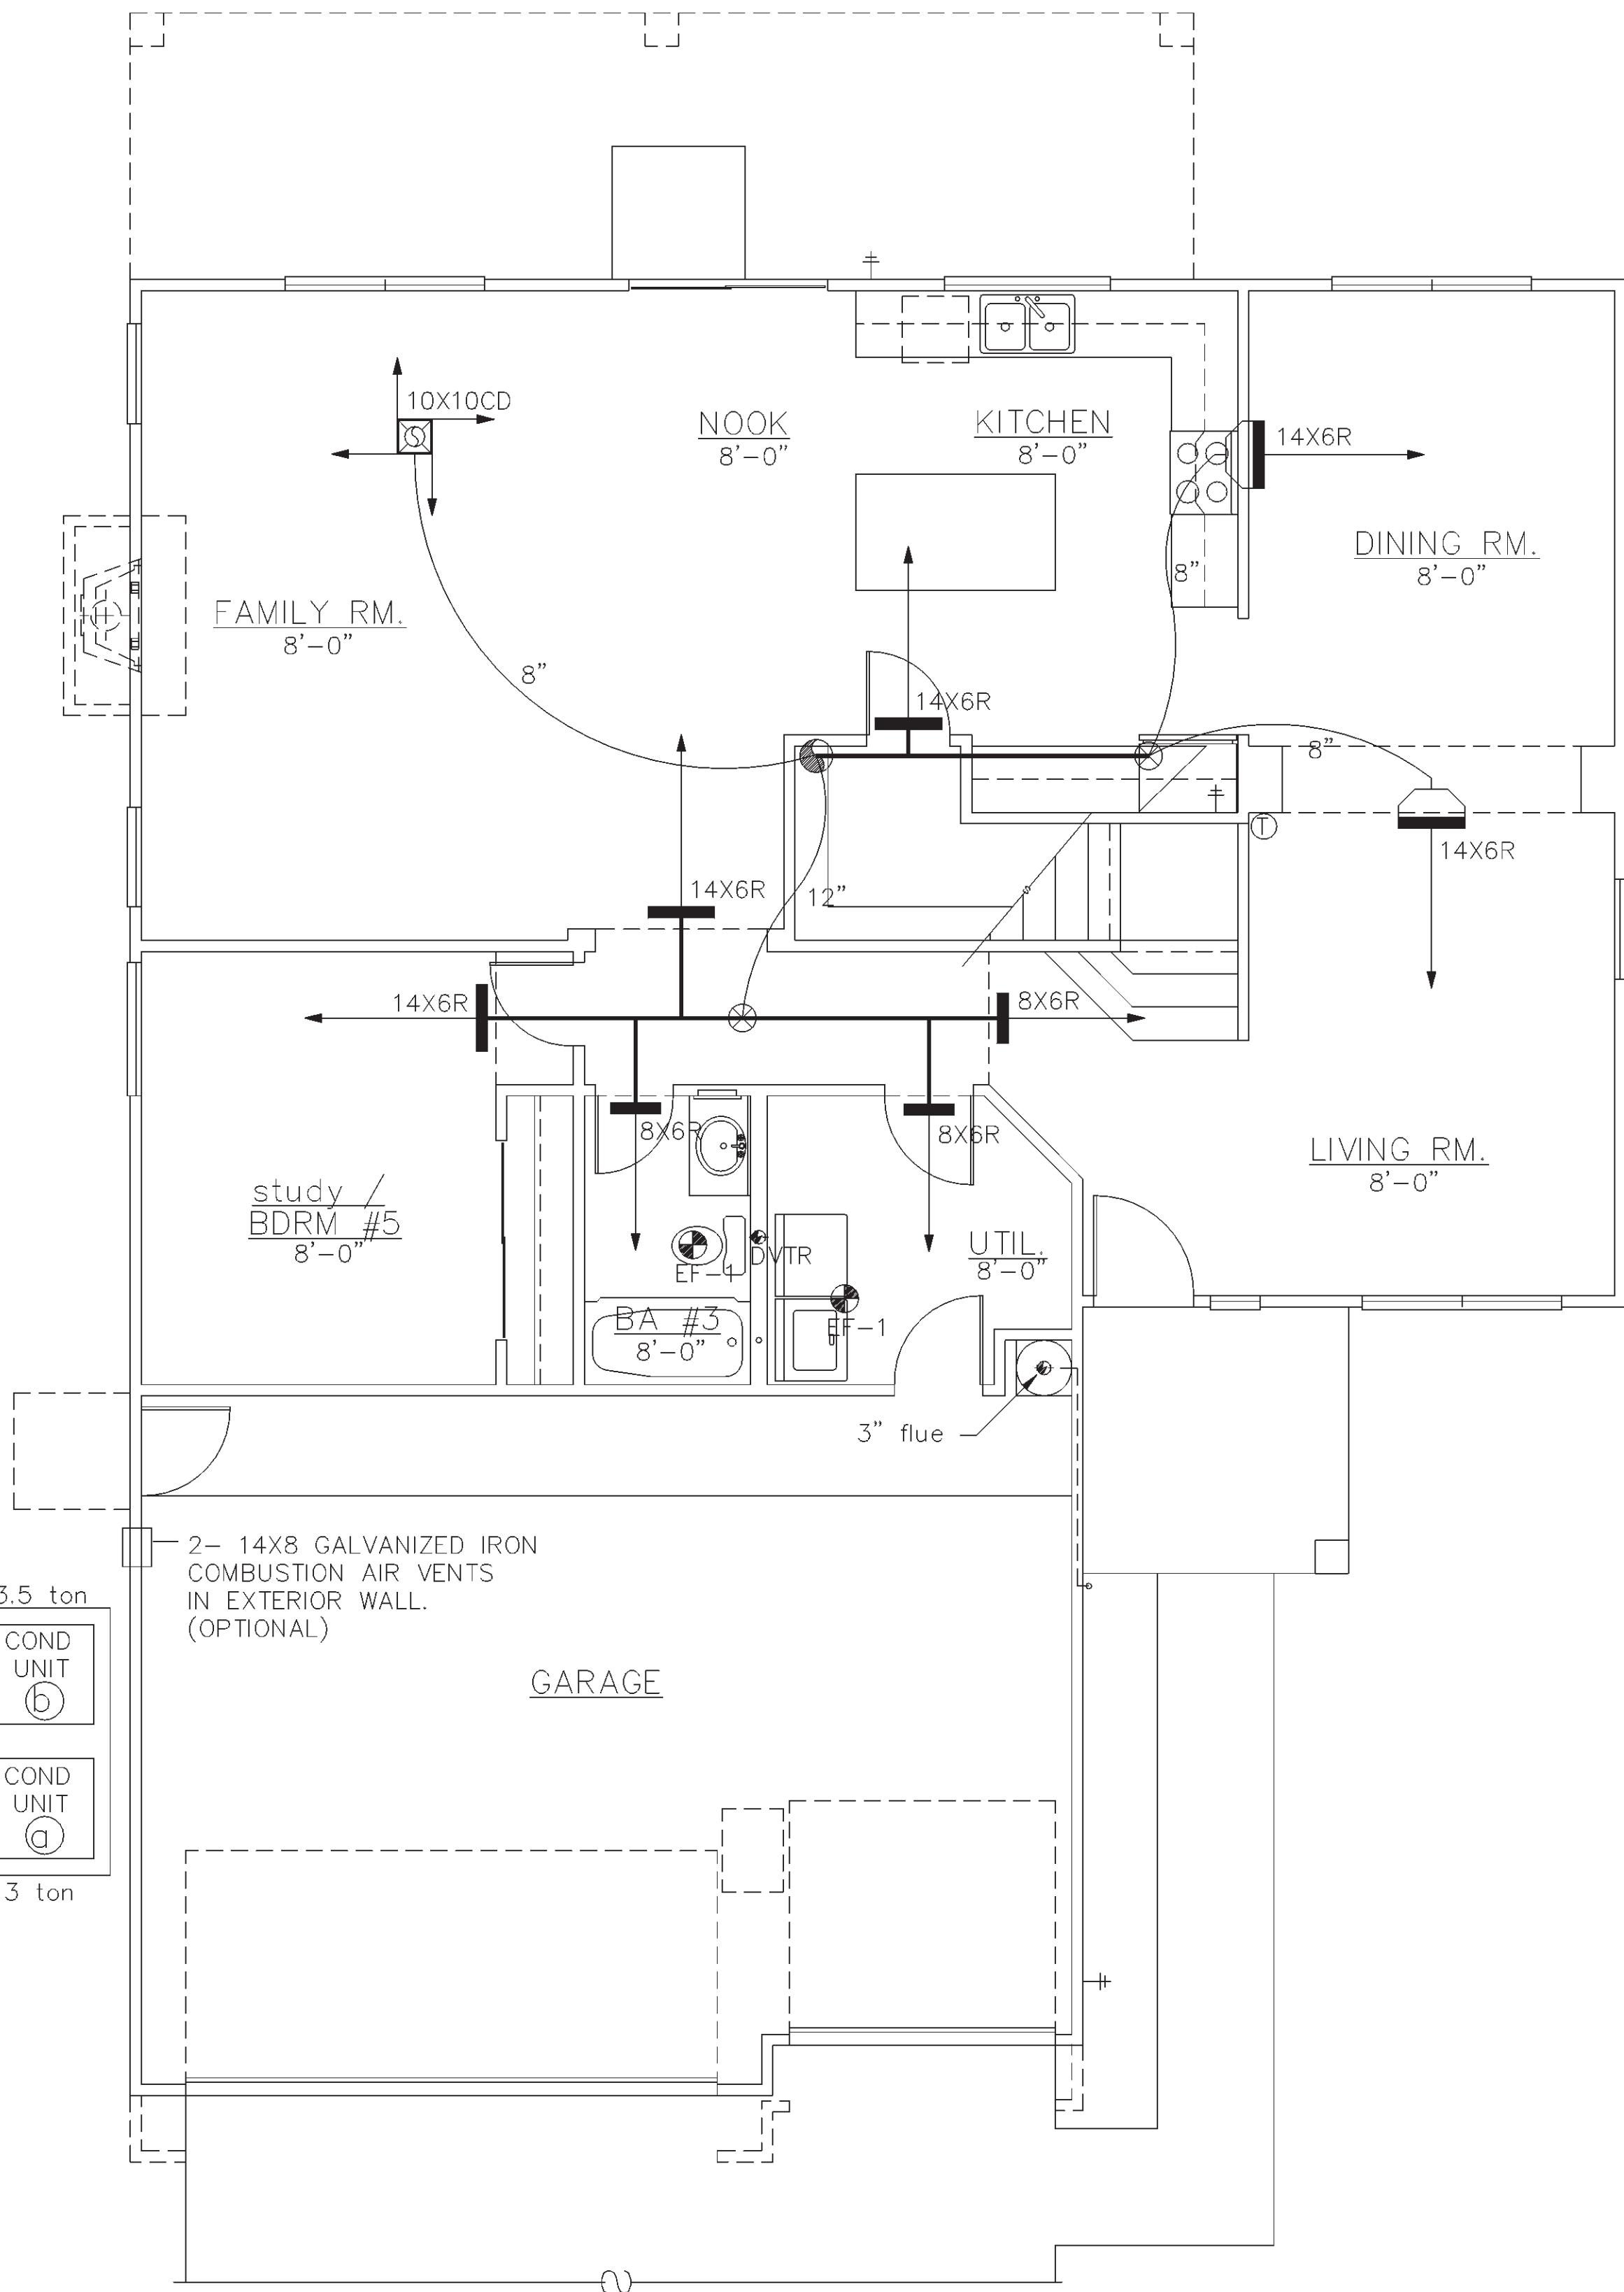 10X10CD
NOOK
8'-0"
KITCHEN
8'-0"
14X6R
DINING RM.
8'-0"
8"
FAMILY RM.
8'-0"
8"
14X6R
8"
14X6R
T
14X6R
12"
14X6R
8X6R
8X6R
8X6R
LIVING RM.
8'-0"
study /
BDRM #5
8'-0"
EF-1
DVTR
UTIL.
8'-0"
BA #3
8'-0"
EF-1
3" flue
2- 14X8 GALVANIZED IRON
COMBUSTION AIR VENTS
IN EXTERIOR WALL.
(OPTIONAL)
3.5 ton
COND
UNIT
b
GARAGE
COND
UNIT
a
3 ton